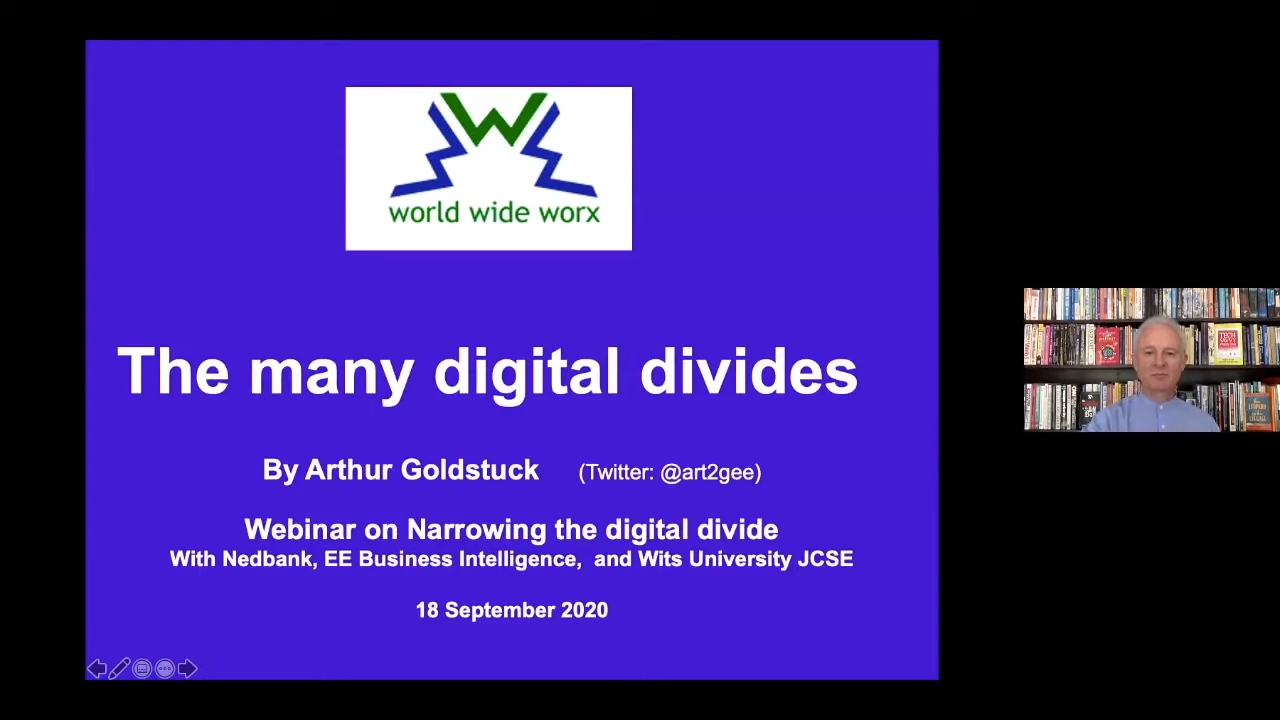 W
world wide worx
The many digital divides
By Arthur Goldstuck (Twitter: @art2gee)
Webinar on Narrowing the digital divide
With Nedbank, EE Business Intelligence, and Wits University JCSE
18 September 2020